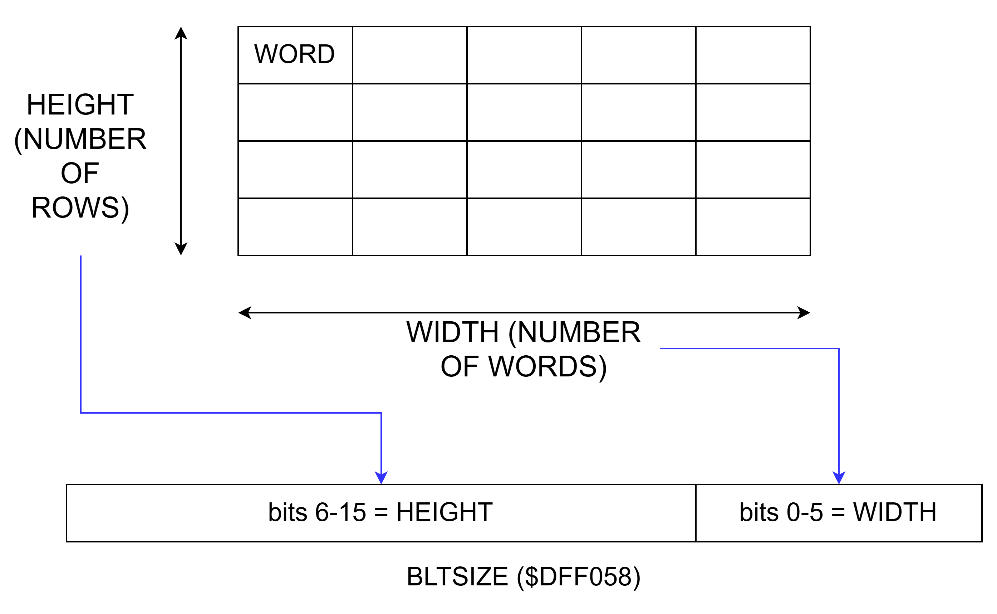 WORD
HEIGHT
(NUMBER
OF
ROWS)
WIDTH (NUMBER
OF WORDS)
bits 6-15 = HEIGHT
bits 0-5 = WIDTH
BLTSIZE ($DFF058)